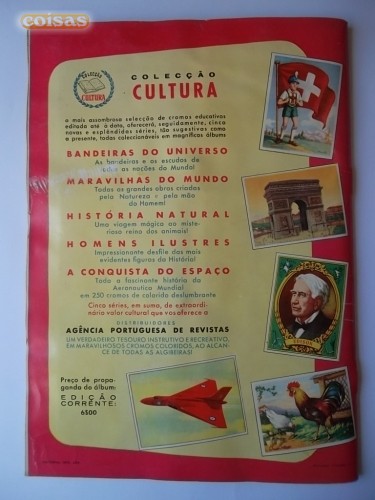 coisas
COLECÇÃO
CULTURA
COLECÇÃO
CULTURA
a mais assombrosa selecção de cromos educativos
editada até à data, oferecerá, seguidamente, cinco
novas e esplêndidas séries, tão sugestivas como
a presente, todas coleccionáveis em magníficos álbuns
BANDEIRAS DO UNIVERSO
As bandeiras e os escudos de
todas as nações do Mundo!
MARAVILHAS DO MUNDO
Todas as grandes obras criadas
pela Natureza e pela mão
do Homem!
HISTÓRIA NATURAL
Uma viagem mágica ao miste-
rioso reino dos animais!
HOMENS ILUSTRES
Impressionante desfile das mais
evidentes figuras da História!
A CONQUISTA DO ESPAÇO
Toda a fascinante história da
Aeronautica Mundial
em 250 cromos de colorido deslumbrante
Cinco séries, em suma, de extraordi-
nário valor cultural que vos oferece a
DISTRIBUIDORES
AGÊNCIA PORTUGUESA DE REVISTAS
UM VERDADEIRO TESOURO INSTRUTIVO E RECREATIVO,
EM MARAVILHOSOS CROMOS COLORIDOS, AO ALCAN-
CE DE TODAS AS ALGIBEIRAS!
Preço de propa-
ganda do álbum:
EDIÇÃO
CORRENTE:
6$00